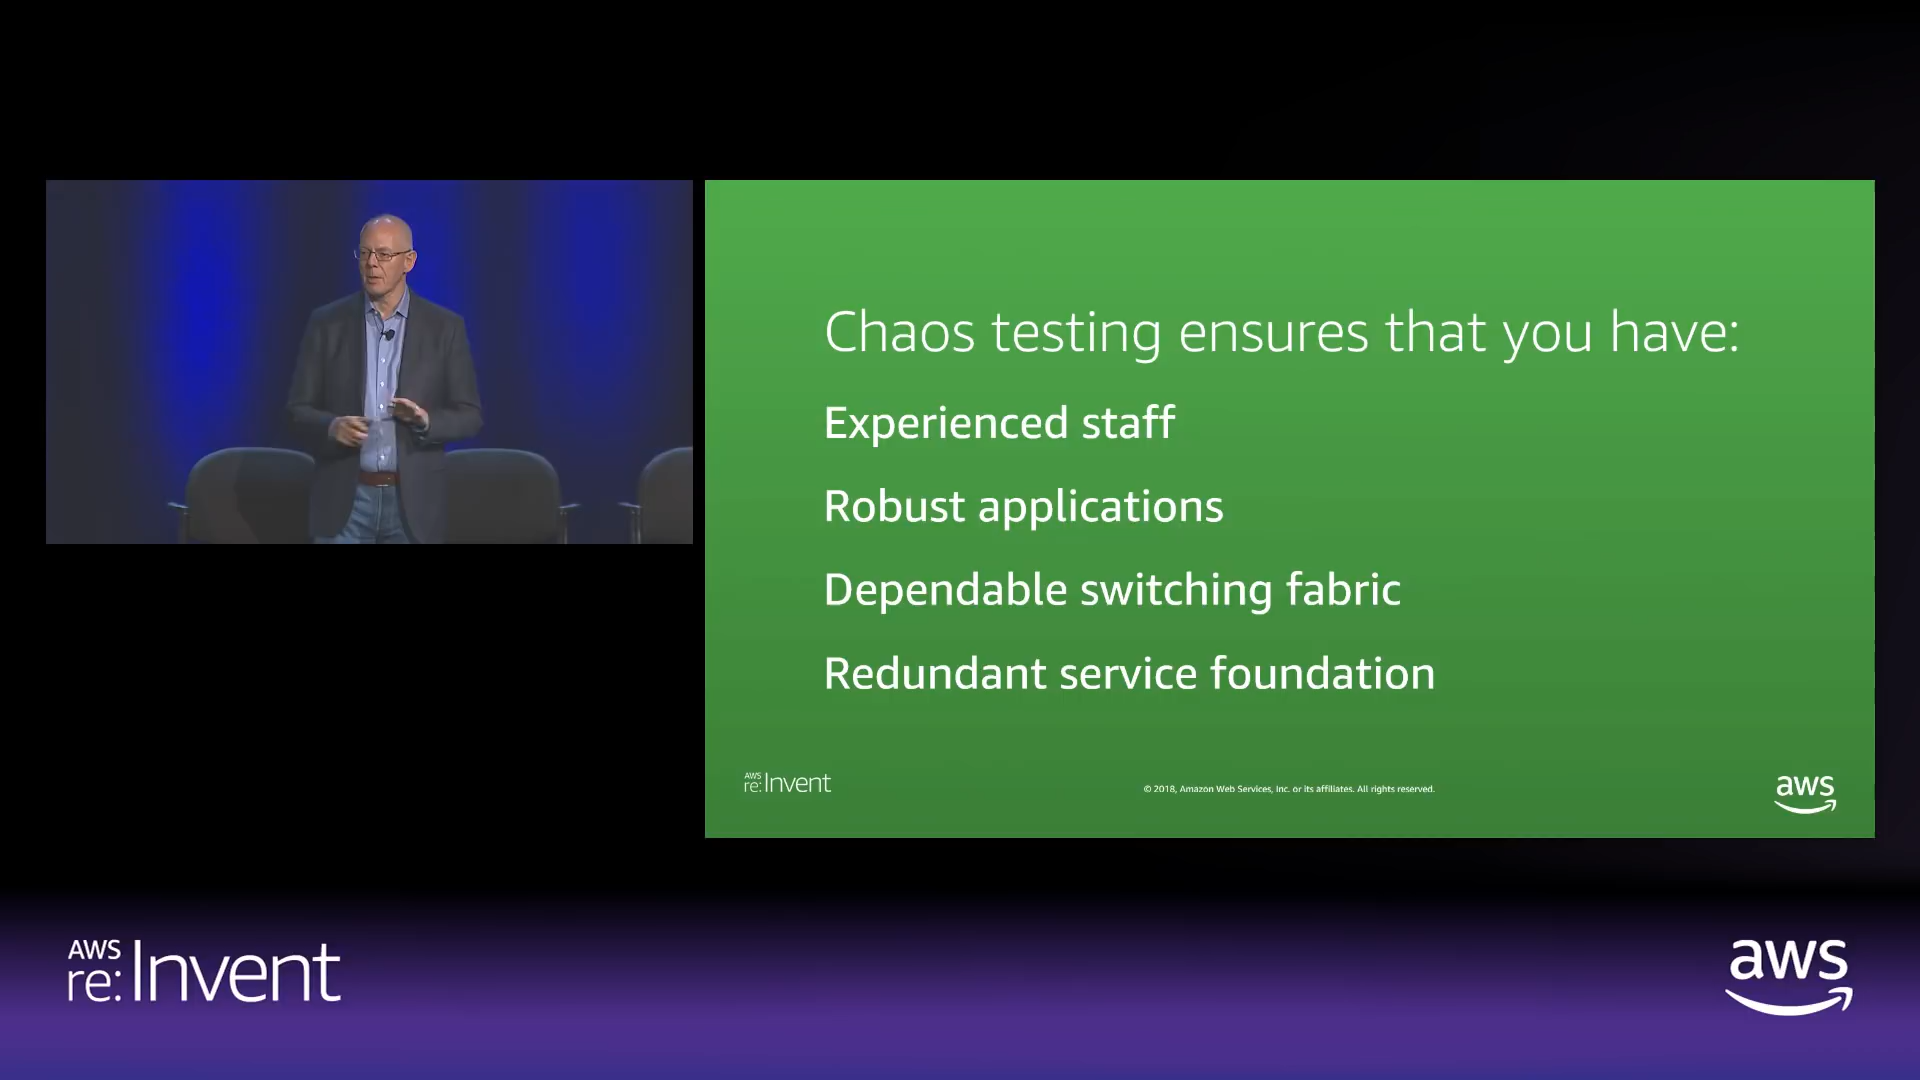 Chaos testing ensures that you have:
Experienced staff
Robust applications
Dependable switching fabric
Redundant service foundation
AWS
re:Invent
© 2018, Amazon Web Services, Inc. or its affiliates. All rights reserved.
aws
AWS
re:Invent
aws